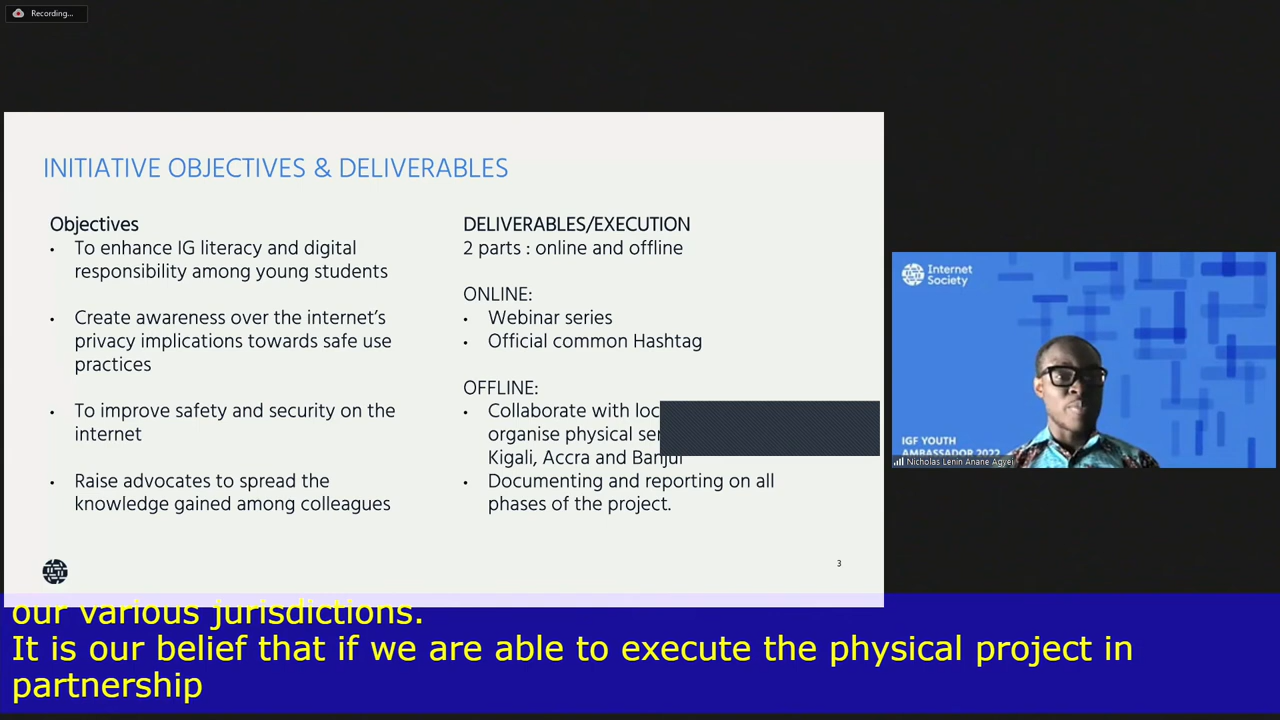 Recording...
INITIATIVE OBJECTIVES & DELIVERABLES
Objectives
• To enhance IG literacy and digital
responsibility among young students
• Create awareness over the internet's
privacy implications towards safe use
practices
• To improve safety and security on the
internet
• Raise advocates to spread the
knowledge gained among colleagues
DELIVERABLES/EXECUTION
2 parts : online and offline
ONLINE:
• Webinar series
• Official common Hashtag
OFFLINE:
• Collaborate with
organise physical
Kigali, Accra and Banjul
• Documenting and reporting on all
phases of the project.
3
Internet
Society
IGF YOUTH
AMBASSADOR 2022
Nicholas Lenin Anane Agyei
our various jurisdictions.
It is our belief that if we are able to execute the physical project in
partnership